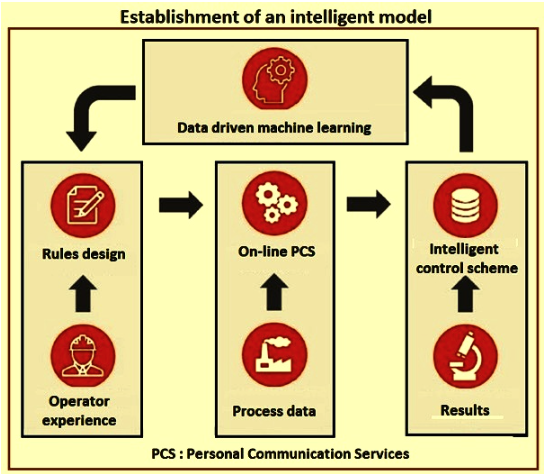 Establishment of an intelligent model
Data driven machine learning
Rules design
On-line PCS
Intelligent
control scheme
Operator
experience
Process data
Results
PCS : Personal Communication Services